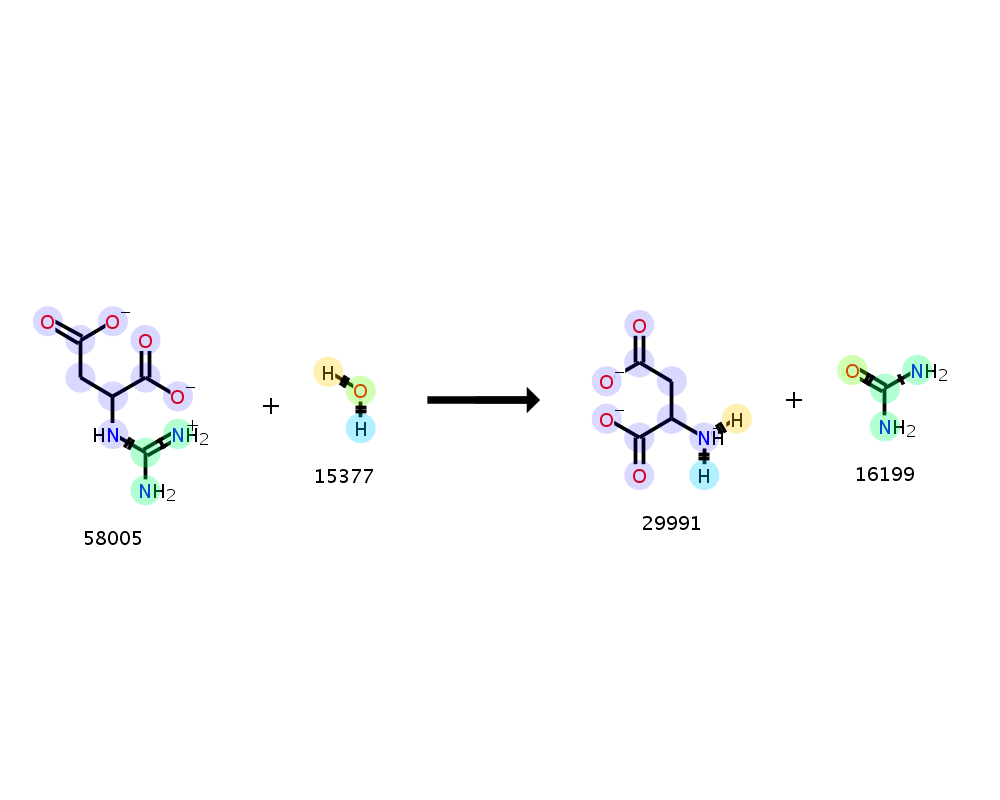 O O⁻ O O⁻ HN NH₂⁺ NH₂
58005
+
H O H
15377
O O⁻ O⁻ O NH⁺ H H
29991
+
O NH₂ NH₂
16199